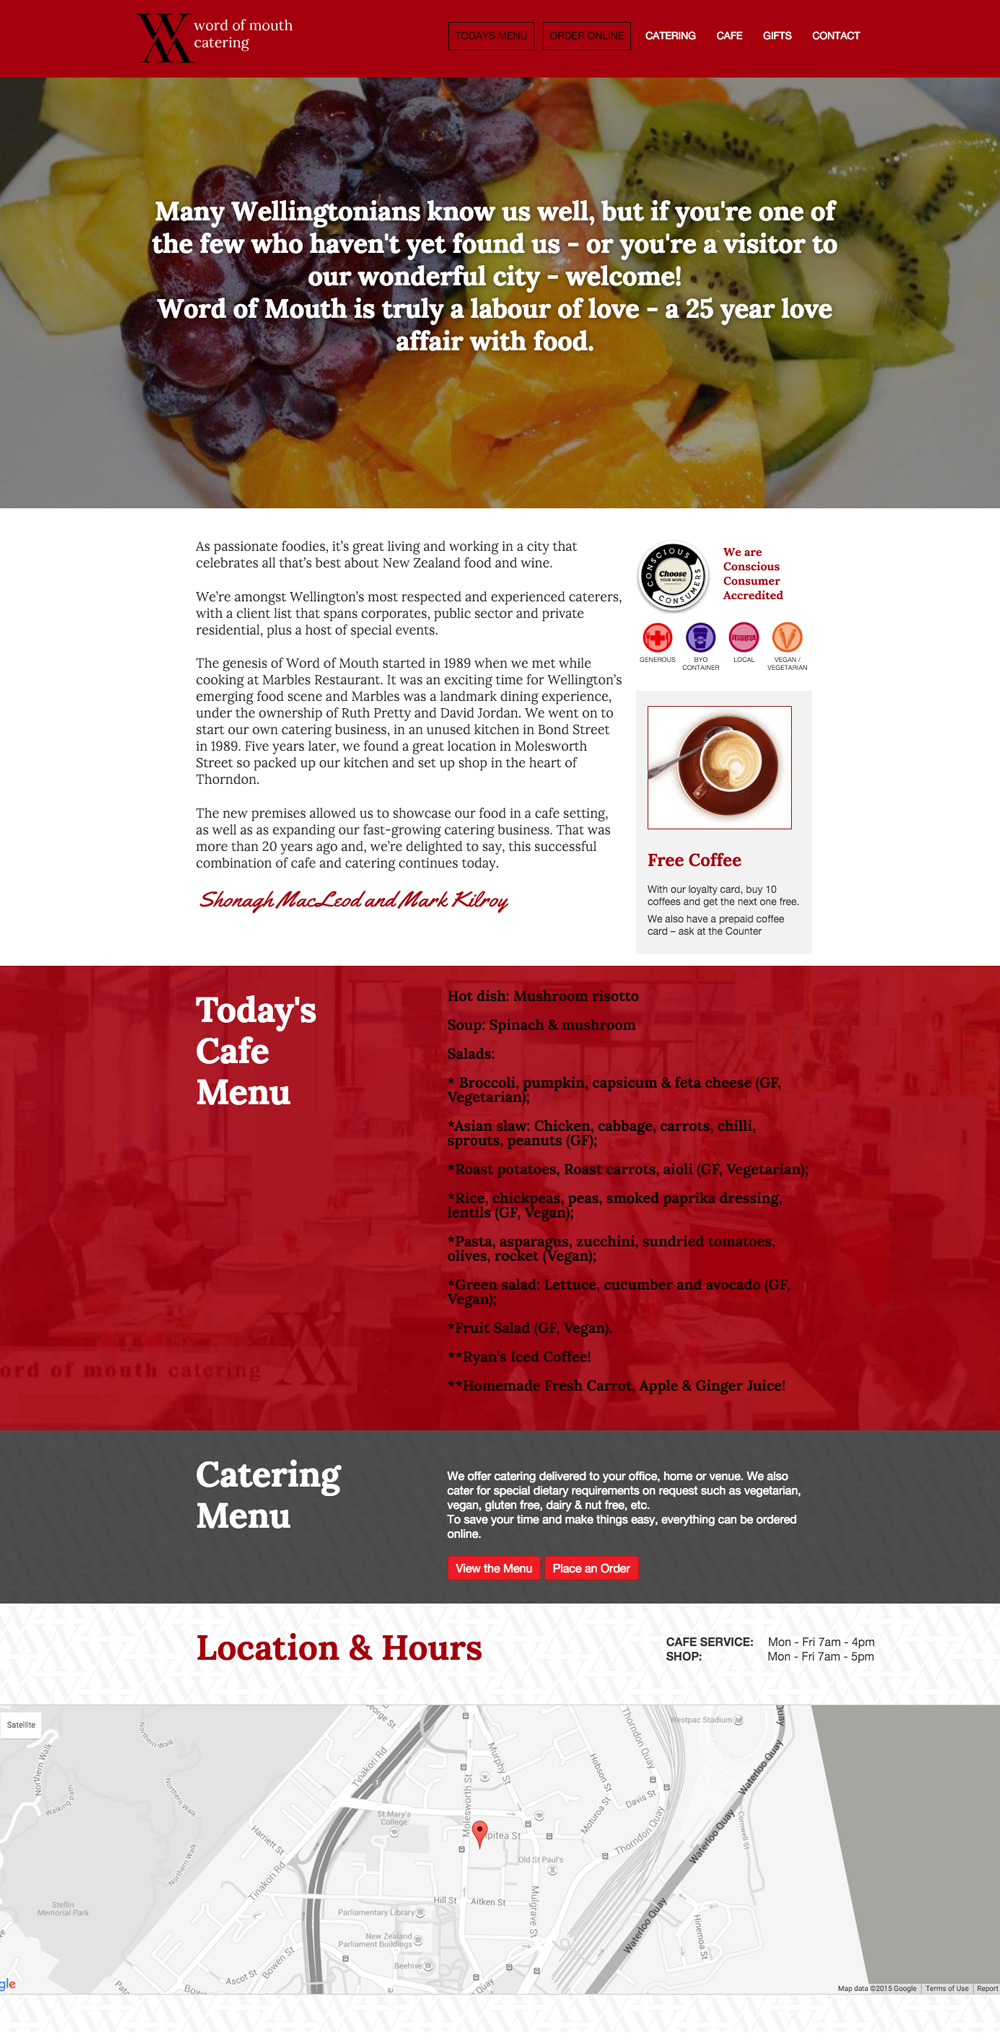 word of mouth
catering
TODAYS MENU
ORDER ONLINE
CATERING
CAFE
GIFTS
CONTACT
Many Wellingtonians know us well, but if you're one of
the few who haven't yet found us - or you're a visitor to
our wonderful city - welcome!
Word of Mouth is truly a labour of love - a 25 year love
affair with food.
As passionate foodies, it's great living and working in a city that
celebrates all that's best about New Zealand food and wine.
We're amongst Wellington's most respected and experienced caterers,
with a client list that spans corporates, public sector and private
residential, plus a host of special events.
The genesis of Word of Mouth started in 1989 when we met while
cooking at Marbles Restaurant. It was an exciting time for Wellington's
emerging food scene and Marbles was a landmark dining experience,
under the ownership of Ruth Pretty and David Jordan. We went on to
start our own catering business, in an unused kitchen in Bond Street
in 1989. Five years later, we found a great location in Molesworth
Street so packed up our kitchen and set up shop in the heart of
Thorndon.
The new premises allowed us to showcase our food in a cafe setting,
as well as as expanding our fast-growing catering business. That was
more than 20 years ago and, we're delighted to say, this successful
combination of cafe and catering continues today.
Shonagh MacLeod and Mark Kilroy
CONSCIOUS
Choose
YOUR WORLD
CONSUMERS
We are
Conscious
Consumer
Accredited
GENEROUS
BYO
CONTAINER
LOCAL
VEGAN /
VEGETARIAN
Free Coffee
With our loyalty card, buy 10
coffees and get the next one free.
We also have a prepaid coffee
card – ask at the Counter
Today's
Cafe
Menu
Hot dish: Mushroom risotto
Soup: Spinach & mushroom
Salads:
* Broccoli, pumpkin, capsicum & feta cheese (GF,
Vegetarian);
*Asian slaw: Chicken, cabbage, carrots, chilli,
sprouts, peanuts (GF);
*Roast potatoes, Roast carrots, aioli (GF, Vegetarian);
*Rice, chickpeas, peas, smoked paprika dressing,
lentils (GF, Vegan);
*Pasta, asparagus, zucchini, sundried tomatoes,
olives, rocket (Vegan);
*Green salad: Lettuce, cucumber and avocado (GF,
Vegan);
*Fruit Salad (GF, Vegan).
**Ryan's Iced Coffee!
**Homemade Fresh Carrot, Apple & Ginger Juice!
ord of mouth catering
Catering
Menu
We offer catering delivered to your office, home or venue. We also
cater for special dietary requirements on request such as vegetarian,
vegan, gluten free, dairy & nut free, etc.
To save your time and make things easy, everything can be ordered
online.
View the Menu
Place an Order
Location & Hours
CAFE SERVICE: Mon - Fri 7am - 4pm
SHOP: Mon - Fri 7am - 5pm
Satellite
Northern Walk
Northern Walk
Northern Walk
Northern Walk
Walking
eorge St
Tinakori Rd
Harriett St
Tinakori Rd
St Mary's
College
Molesworth St
Murphy St
pitea St
Old St Paul's
Hobson St
Moturoa St
Davis St
Thorndon Quay
Thorndon Quay
Westpac Stadium
Quay
Waterloo Quay
Waterloo Quay
Waterloo Quay
Cornwell St
Hinemoa St
Hill St
Aitken St
Mulgrave St
Parliamentary Library
New Zealand
Parliament Buildings
Beehive
Bowen St
Ascot St
Bow
Stellin
Memorial Park
gle
Map data ©2015 Google
Terms of Use
Report